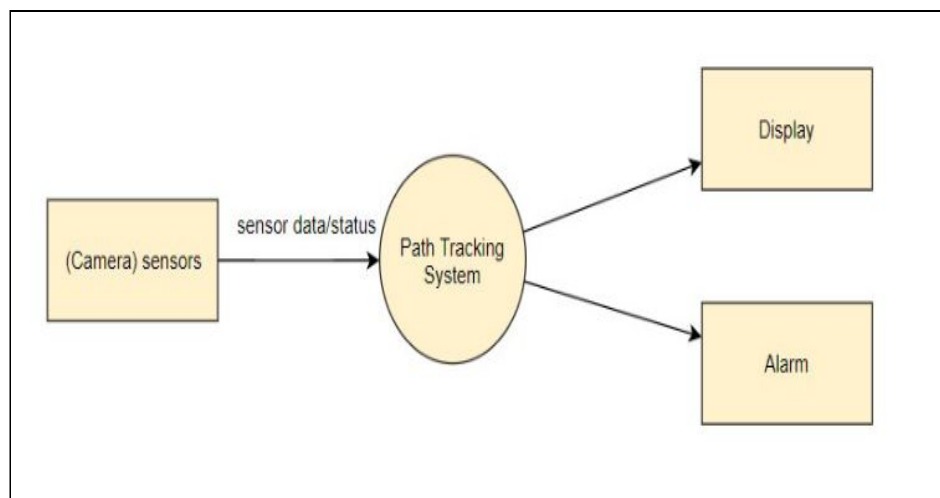 Display
sensor data/status
(Camera) sensors
Path Tracking
System
Alarm